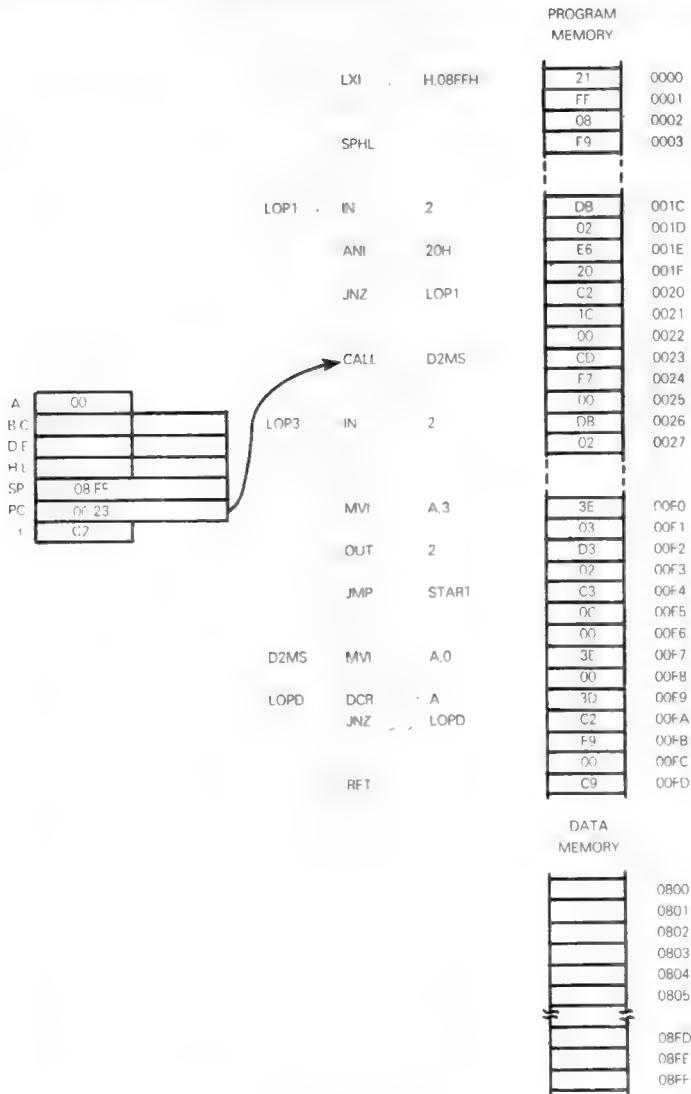 PROGRAM
MEMORY
LXI H.08FFH 21 0000
FF 0001
08 0002
SPHL F9 0003
LOP1 IN 2 DB 001C
02 001D
ANI 20H E6 001E
20 001F
JNZ LOP1 C2 0020
1C 0021
00 0022
CALL D2MS CD 0023
F7 0024
A 00 00 0025
B C LOP3 IN 2 DB 0026
D E 02 0027
H L
SP 08 FF
PC 00 23 MVI A,3 3E 00F0
I C2 03 00F1
OUT 2 D3 00F2
02 00F3
JMP START C3 00F4
0C 00F5
00 00F6
D2MS MVI A,0 3E 00F7
00 00F8
LOPD DCR A 3D 00F9
JNZ LOPD C2 00FA
F9 00FB
00 00FC
RET C9 00FD
DATA
MEMORY
0800
0801
0802
0803
0804
0805
08FD
08FE
08FF